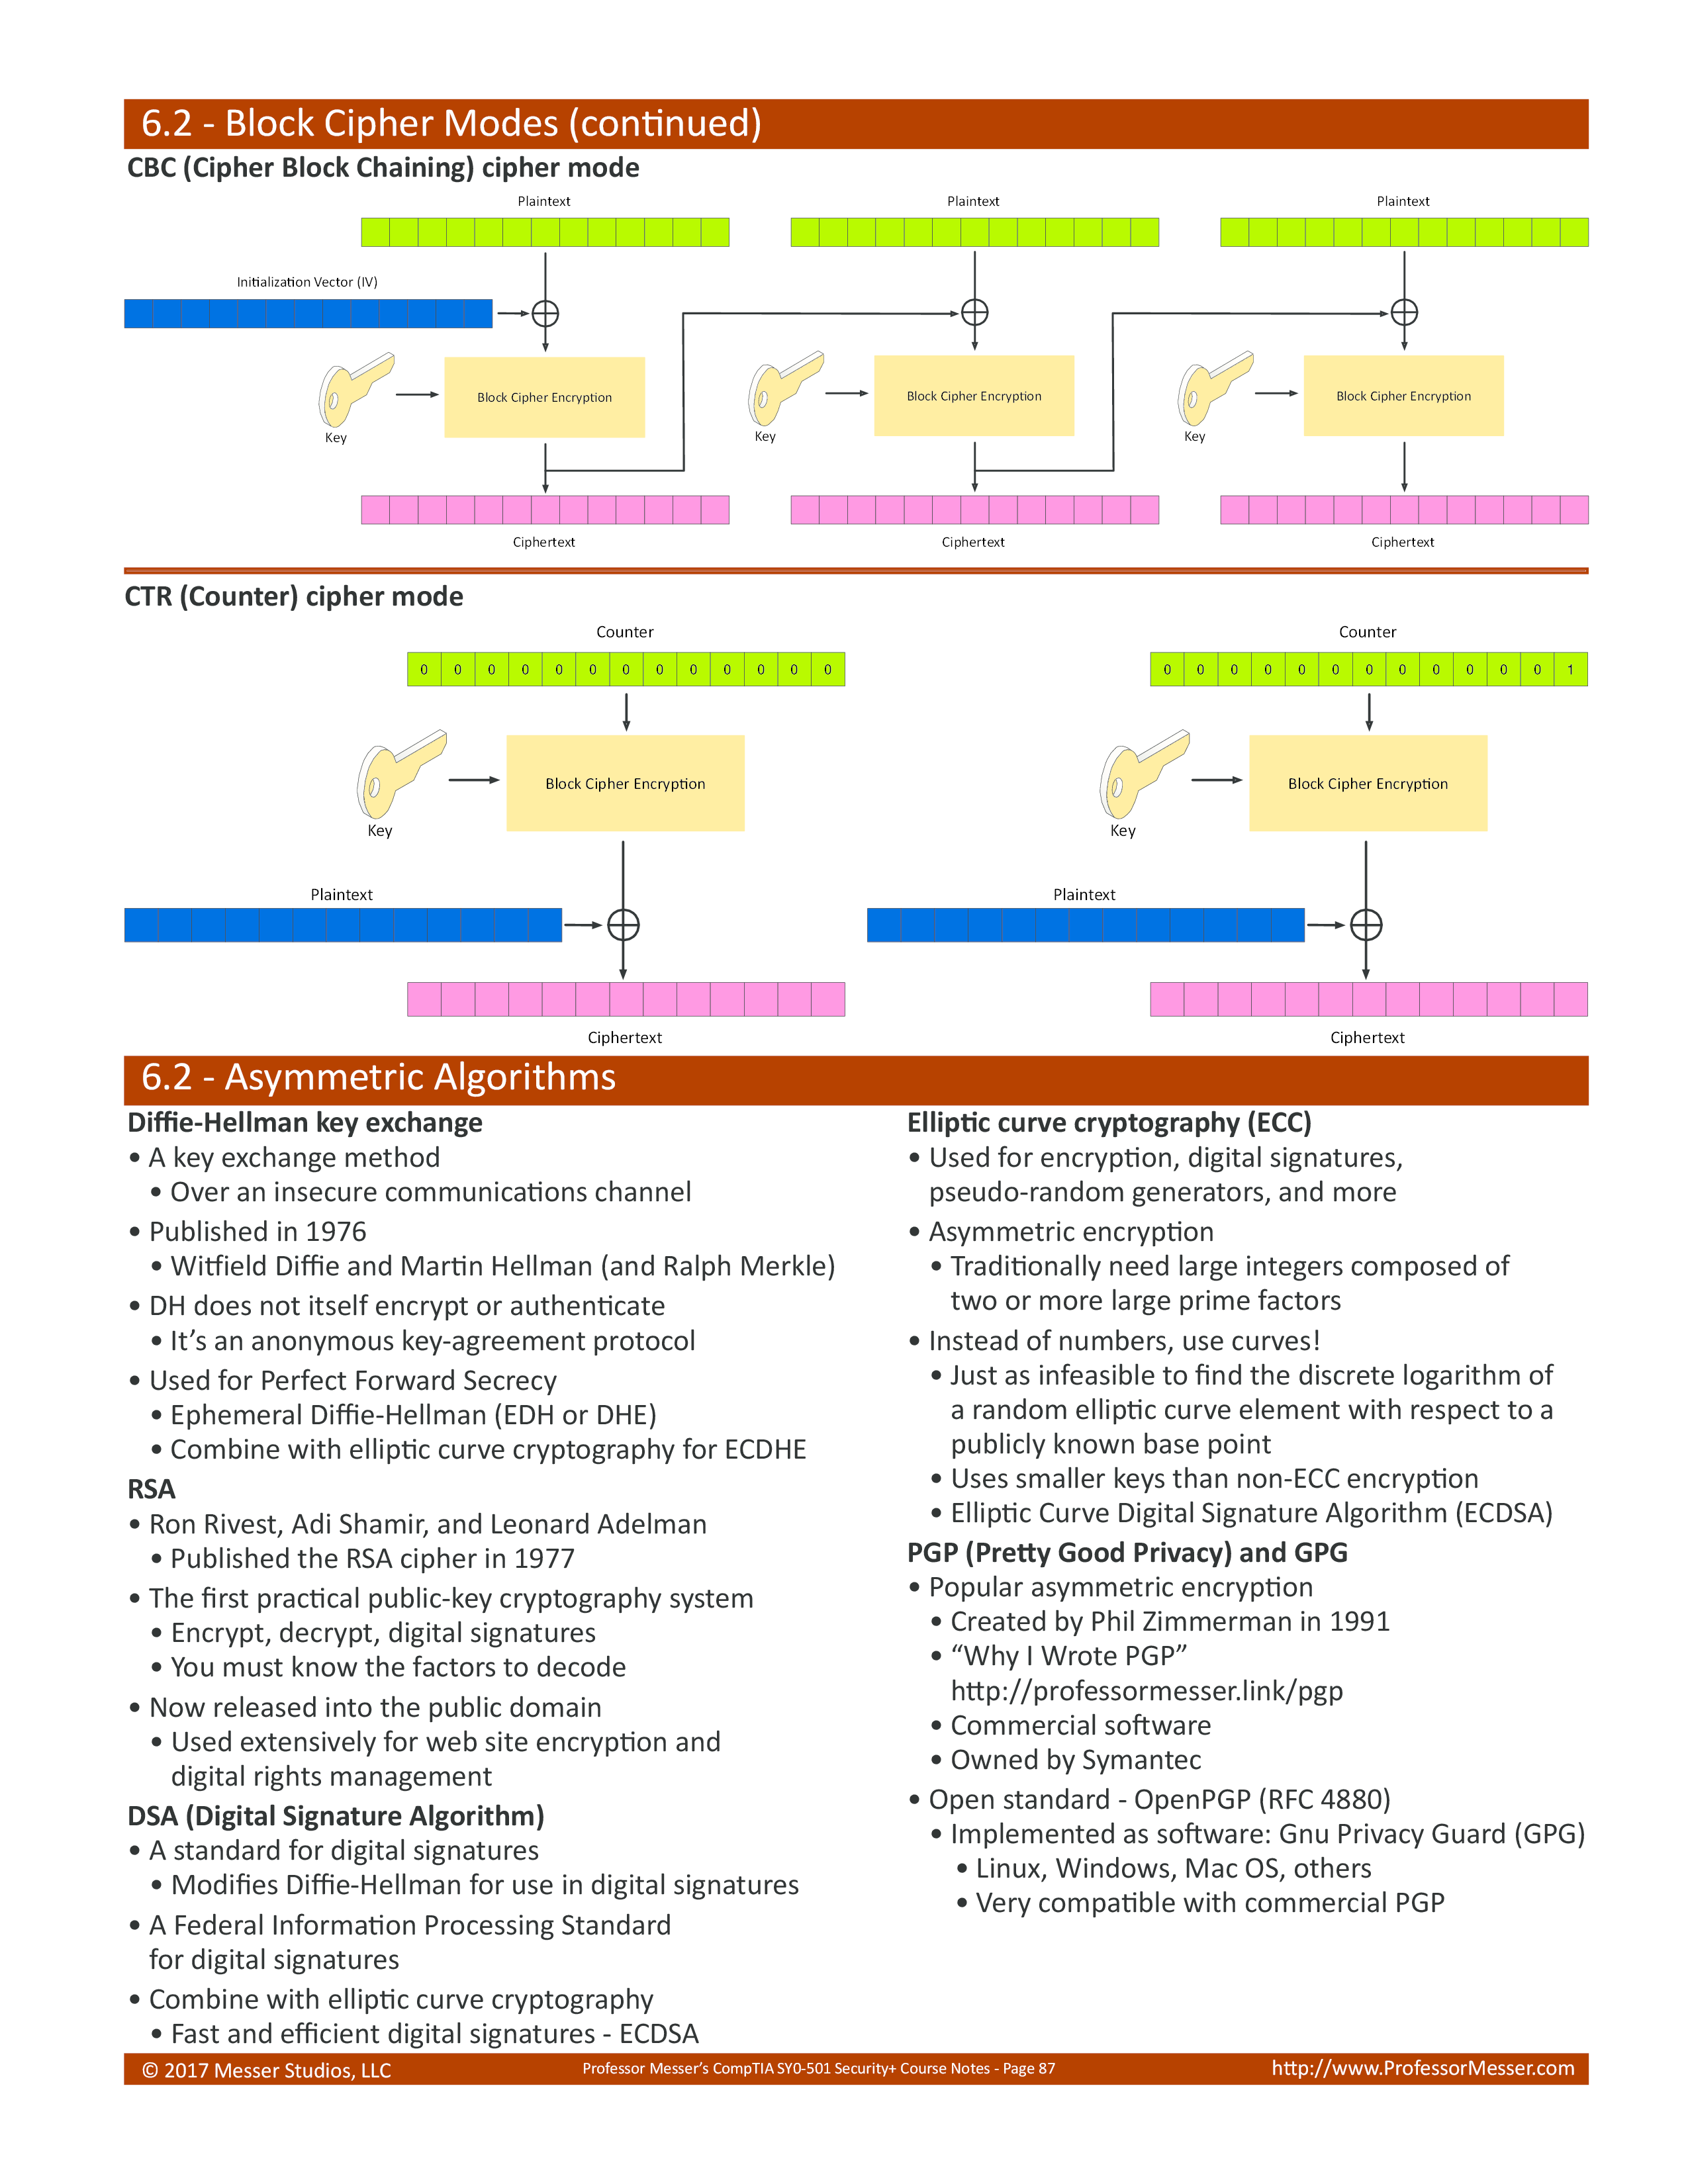 6.2 - Block Cipher Modes (continued)
CBC (Cipher Block Chaining) cipher mode
Plaintext
Plaintext
Plaintext
Initialization Vector (IV)
Block Cipher Encryption
Block Cipher Encryption
Block Cipher Encryption
Key
Key
Key
Ciphertext
Ciphertext
Ciphertext
CTR (Counter) cipher mode
Counter
Counter
0 0 0 0 0 0 0 0 0 0 0 0 0
0 0 0 0 0 0 0 0 0 0 0 0 1
Block Cipher Encryption
Block Cipher Encryption
Key
Key
Plaintext
Plaintext
Ciphertext
Ciphertext
6.2 - Asymmetric Algorithms
Diffie-Hellman key exchange
• A key exchange method
• Over an insecure communications channel
• Published in 1976
• Witfield Diffie and Martin Hellman (and Ralph Merkle)
• DH does not itself encrypt or authenticate
• It’s an anonymous key-agreement protocol
• Used for Perfect Forward Secrecy
• Ephemeral Diffie-Hellman (EDH or DHE)
• Combine with elliptic curve cryptography for ECDHE
RSA
• Ron Rivest, Adi Shamir, and Leonard Adelman
• Published the RSA cipher in 1977
• The first practical public-key cryptography system
• Encrypt, decrypt, digital signatures
• You must know the factors to decode
• Now released into the public domain
• Used extensively for web site encryption and
digital rights management
DSA (Digital Signature Algorithm)
• A standard for digital signatures
• Modifies Diffie-Hellman for use in digital signatures
• A Federal Information Processing Standard
for digital signatures
• Combine with elliptic curve cryptography
• Fast and efficient digital signatures - ECDSA
Elliptic curve cryptography (ECC)
• Used for encryption, digital signatures,
pseudo-random generators, and more
• Asymmetric encryption
• Traditionally need large integers composed of
two or more large prime factors
• Instead of numbers, use curves!
• Just as infeasible to find the discrete logarithm of
a random elliptic curve element with respect to a
publicly known base point
• Uses smaller keys than non-ECC encryption
• Elliptic Curve Digital Signature Algorithm (ECDSA)
PGP (Pretty Good Privacy) and GPG
• Popular asymmetric encryption
• Created by Phil Zimmerman in 1991
• “Why I Wrote PGP”
http://professormesser.link/pgp
• Commercial software
• Owned by Symantec
• Open standard - OpenPGP (RFC 4880)
• Implemented as software: Gnu Privacy Guard (GPG)
• Linux, Windows, Mac OS, others
• Very compatible with commercial PGP
© 2017 Messer Studios, LLC
Professor Messer’s CompTIA SY0-501 Security+ Course Notes - Page 87
http://www.ProfessorMesser.com